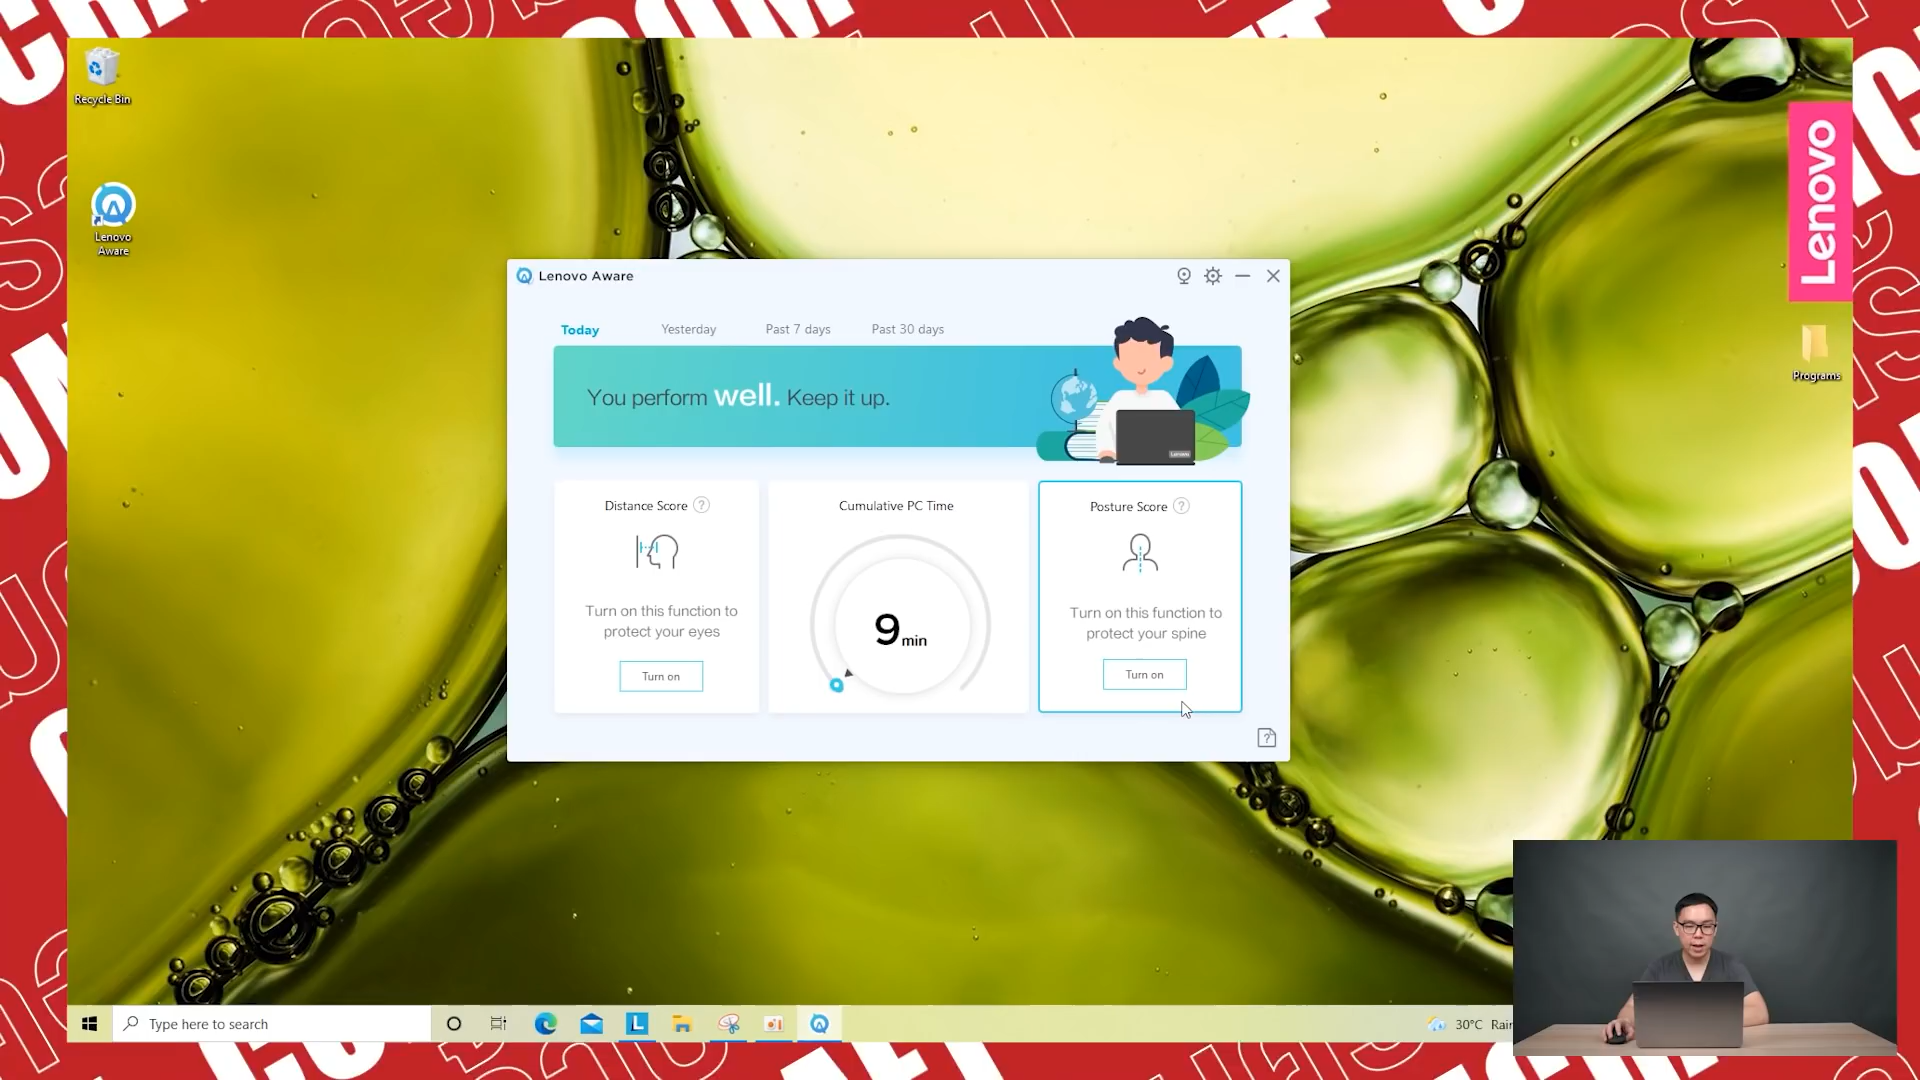 Recycle Bin
Lenovo
Aware
Lenovo
Programs
Lenovo Aware
Today
Yesterday
Past 7 days
Past 30 days
You perform well. Keep it up.
Lenovo
Distance Score ?
Turn on this function to
protect your eyes
Turn on
Cumulative PC Time
9 min
Posture Score ?
Turn on this function to
protect your spine
Turn on
?
Type here to search
L
30°C Rain